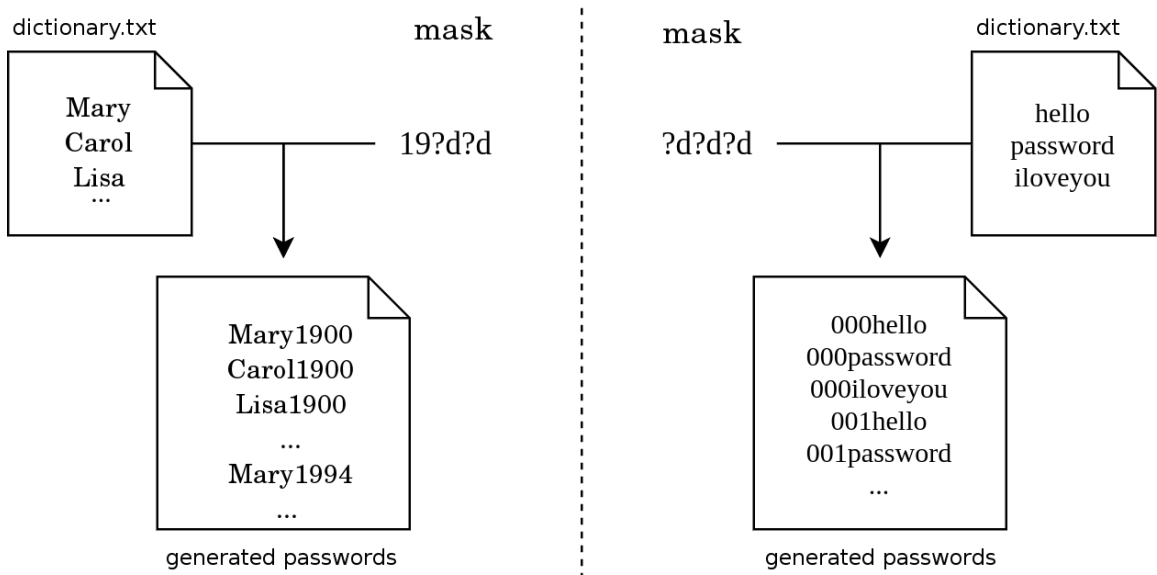 dictionary.txt
mask
Mary
Carol
Lisa
...
19?d?d
Mary1900
Carol1900
Lisa1900
...
Mary1994
...
generated passwords
mask
dictionary.txt
?d?d?d
hello
password
iloveyou
000hello
000password
000iloveyou
001hello
001password
...
generated passwords